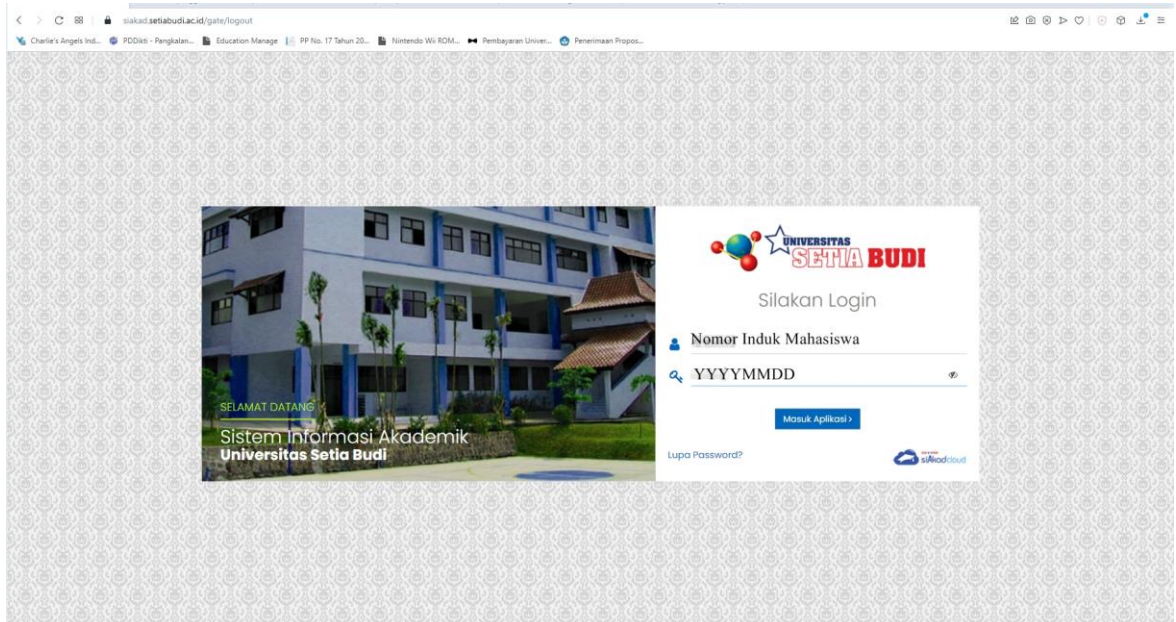 siakad.setiabudi.ac.id/gate/logout
Charlie's Angels Ind... PDDikti - Pangkalan... Education Manage PP No. 17 Tahun 20... Nintendo Wii ROM... Pembayaran Univer... Penerimaan Propos...
UNIVERSITAS
SETIA BUDI
Silakan Login
Nomor Induk Mahasiswa
YYYYMMDD
Masuk Aplikasi >
Lupa Password?
siAkadcloud
SELAMAT DATANG
Sistem Informasi Akademik
Universitas Setia Budi